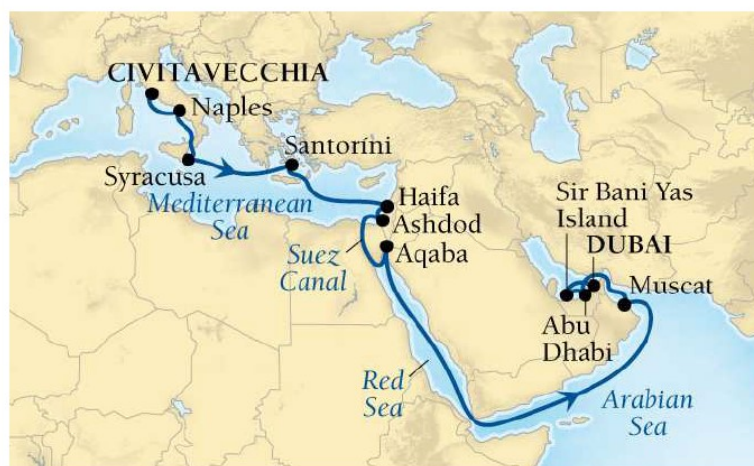 CIVITAVECCHIA
Naples
Santoríni
Syracusa
Mediterranean
Sea
Haifa
Ashdod
Aqaba
Suez
Canal
Sir Bani Yas
Island
DUBAI
Muscat
Abu
Dhabi
Red
Sea
Arabian
Sea